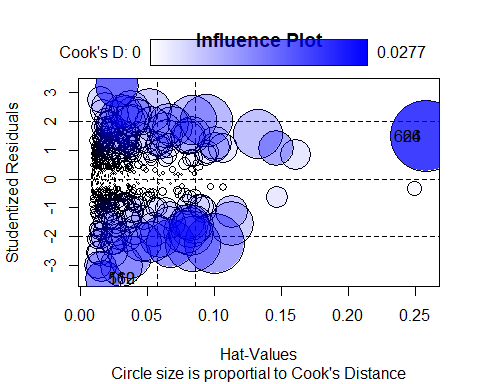 Influence Plot
Cook's D: 0
0.0277
Studentized Residuals
3
2
1
0
-1
-2
-3
0.00 0.05 0.10 0.15 0.20 0.25
Hat-Values
Circle size is proportial to Cook's Distance